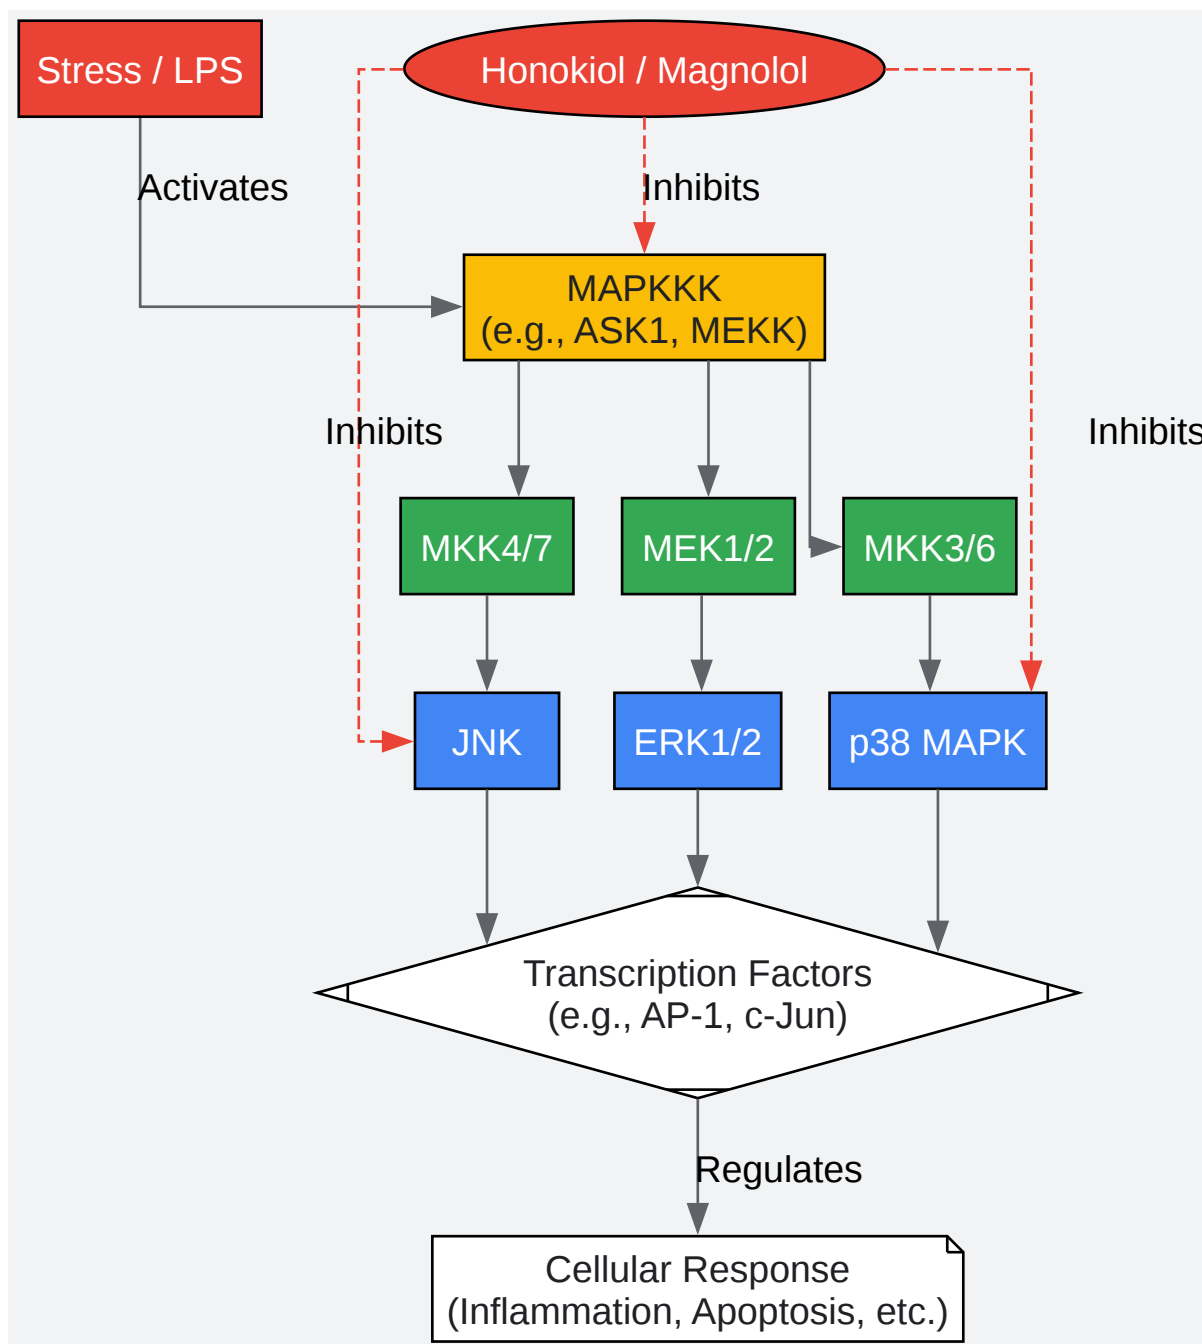 Stress / LPS
Honokiol / Magnolol
Activates
Inhibits
MAPKKK
(e.g., ASK1, MEKK)
Inhibits
Inhibits
MKK4/7
MEK1/2
MKK3/6
JNK
ERK1/2
p38 MAPK
Transcription Factors
(e.g., AP-1, c-Jun)
Regulates
Cellular Response
(Inflammation, Apoptosis, etc.)